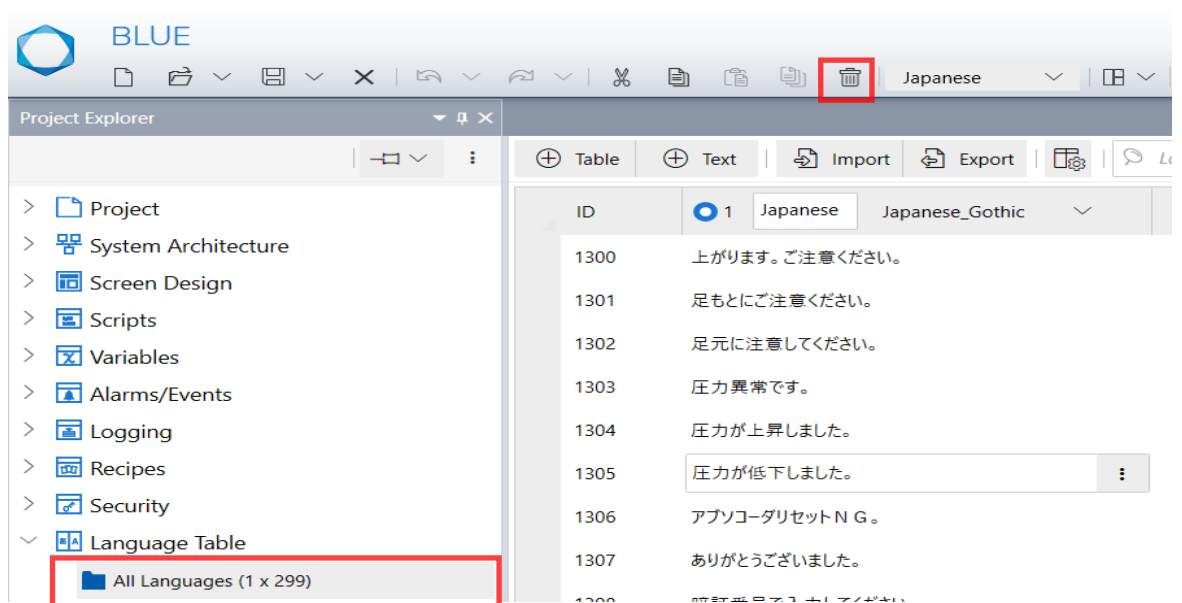 BLUE
Japanese
Project Explorer
Table Text Import Export
Project
System Architecture
Screen Design
Scripts
Variables
Alarms/Events
Logging
Recipes
Security
Language Table
All Languages (1 x 299)
ID 1 Japanese Japanese_Gothic
1300 上がります。ご注意ください。
1301 足もとにご注意ください。
1302 足元に注意してください。
1303 圧力異常です。
1304 圧力が上昇しました。
1305 圧力が低下しました。
1306 アブソコーダリセットＮＧ。
1307 ありがとうございました。